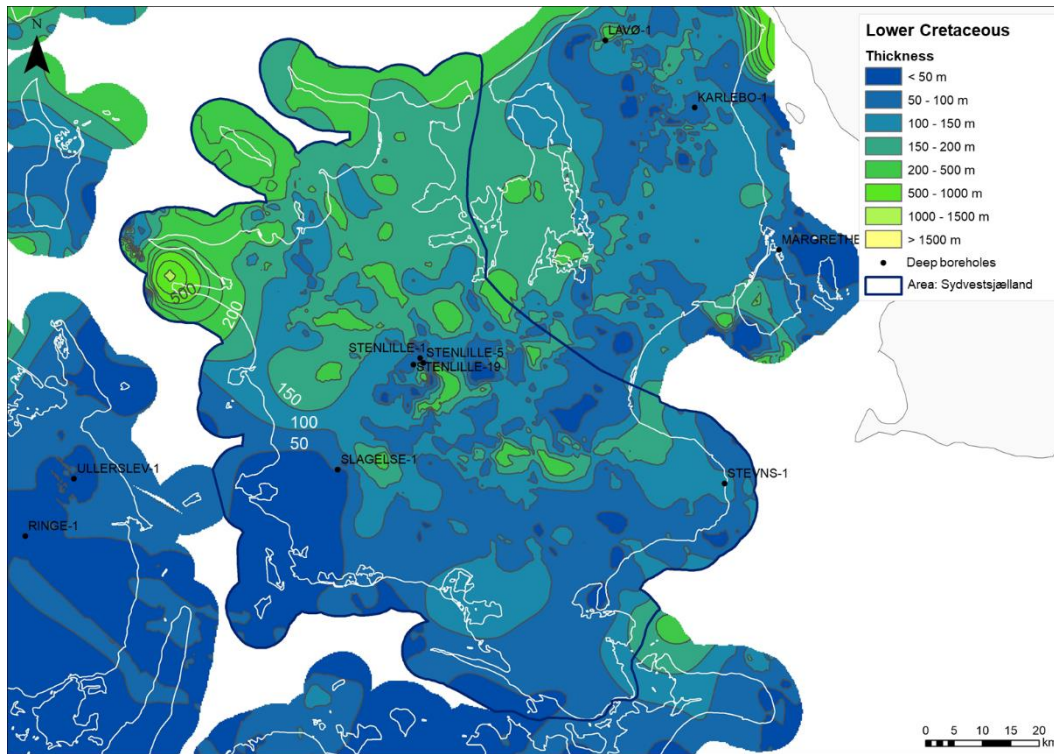 N
LAVØ-1
KARLEBO-1
MARGRETHE
Lower Cretaceous
Thickness
< 50 m
50 - 100 m
100 - 150 m
150 - 200 m
200 - 500 m
500 - 1000 m
1000 - 1500 m
> 1500 m
Deep boreholes
Area: Sydvestsjælland
500
200
STENLILLE-1
STENLILLE-5
STENLILLE-19
150
100
50
SLAGELSE-1
ULLERSLEV-1
STEVNS-1
RINGE-1
0 5 10 15 20
km